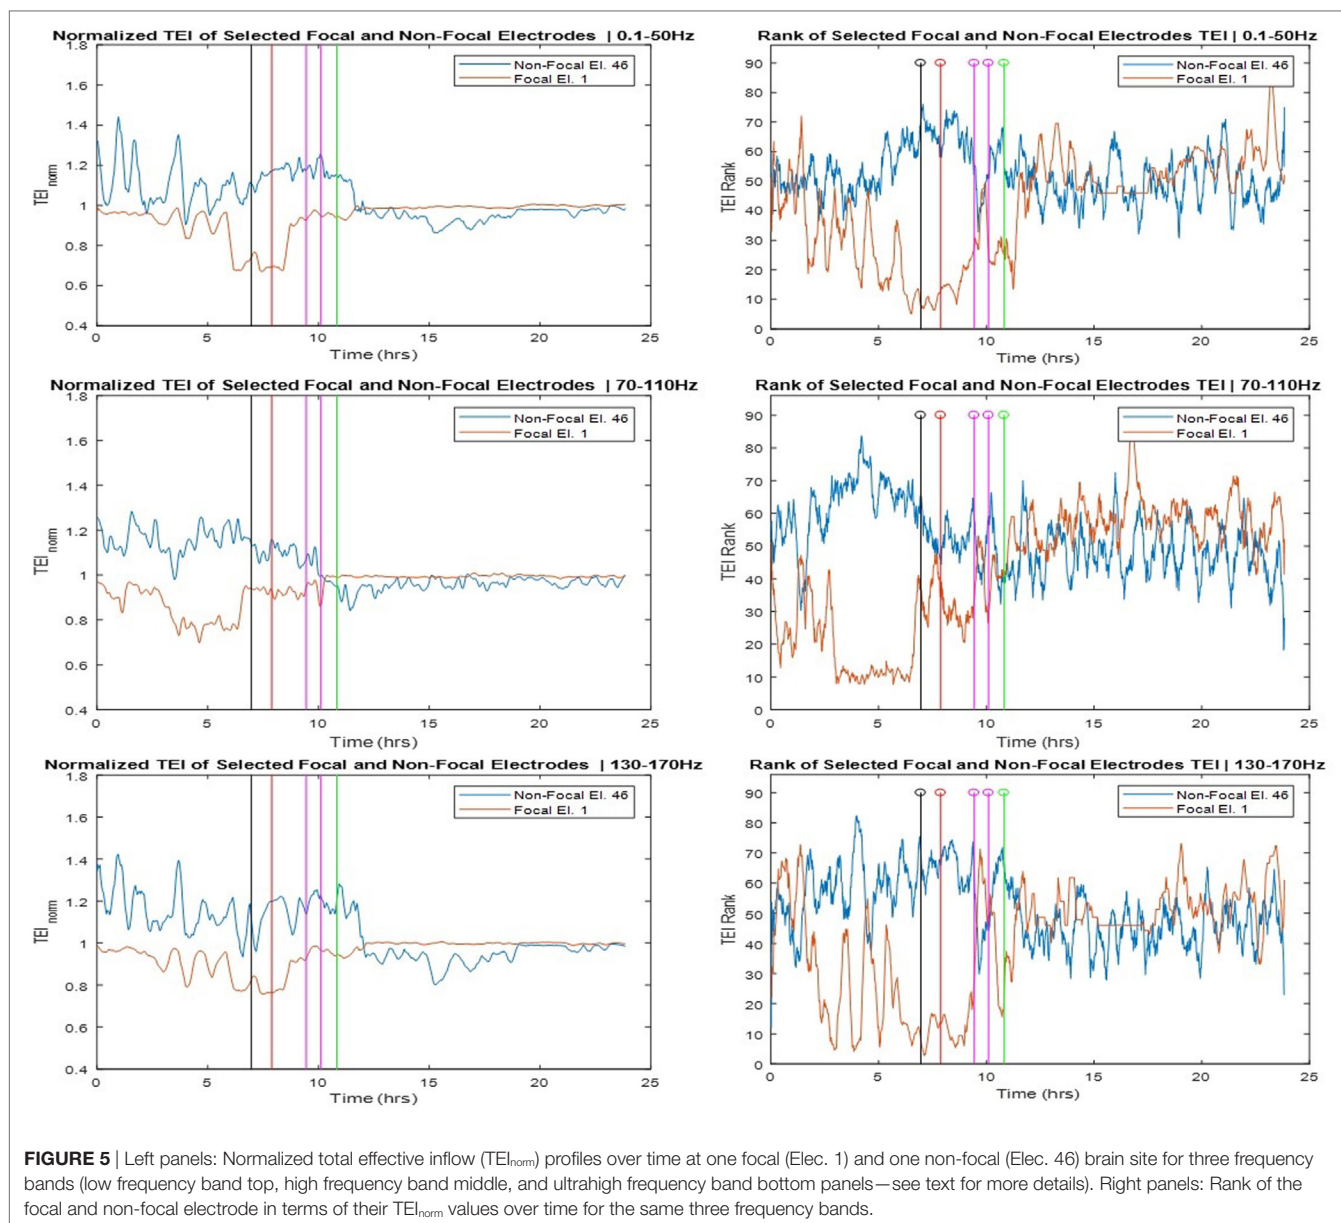 Normalized TEI of Selected Focal and Non-Focal Electrodes | 0.1-50Hz
1.8
1.6
1.4
1.2
1
0.8
0.6
0.4
TEI norm
Non-Focal El. 46
Focal El. 1
0 5 10 15 20 25
Time (hrs)
Rank of Selected Focal and Non-Focal Electrodes TEI | 0.1-50Hz
90
80
70
60
50
40
30
20
10
0
TEI Rank
Non-Focal El. 46
Focal El. 1
0 5 10 15 20 25
Time (hrs)
Normalized TEI of Selected Focal and Non-Focal Electrodes | 70-110Hz
1.8
1.6
1.4
1.2
1
0.8
0.6
0.4
TEI norm
Non-Focal El. 46
Focal El. 1
0 5 10 15 20 25
Time (hrs)
Rank of Selected Focal and Non-Focal Electrodes TEI | 70-110Hz
90
80
70
60
50
40
30
20
10
0
TEI Rank
Non-Focal El. 46
Focal El. 1
0 5 10 15 20 25
Time (hrs)
Normalized TEI of Selected Focal and Non-Focal Electrodes | 130-170Hz
1.8
1.6
1.4
1.2
1
0.8
0.6
0.4
TEI norm
Non-Focal El. 46
Focal El. 1
0 5 10 15 20 25
Time (hrs)
Rank of Selected Focal and Non-Focal Electrodes TEI | 130-170Hz
90
80
70
60
50
40
30
20
10
0
TEI Rank
Non-Focal El. 46
Focal El. 1
0 5 10 15 20 25
Time (hrs)
FIGURE 5 | Left panels: Normalized total effective inflow (TEInorm) profiles over time at one focal (Elec. 1) and one non-focal (Elec. 46) brain site for three frequency
bands (low frequency band top, high frequency band middle, and ultrahigh frequency band bottom panels—see text for more details). Right panels: Rank of the
focal and non-focal electrode in terms of their TEInorm values over time for the same three frequency bands.